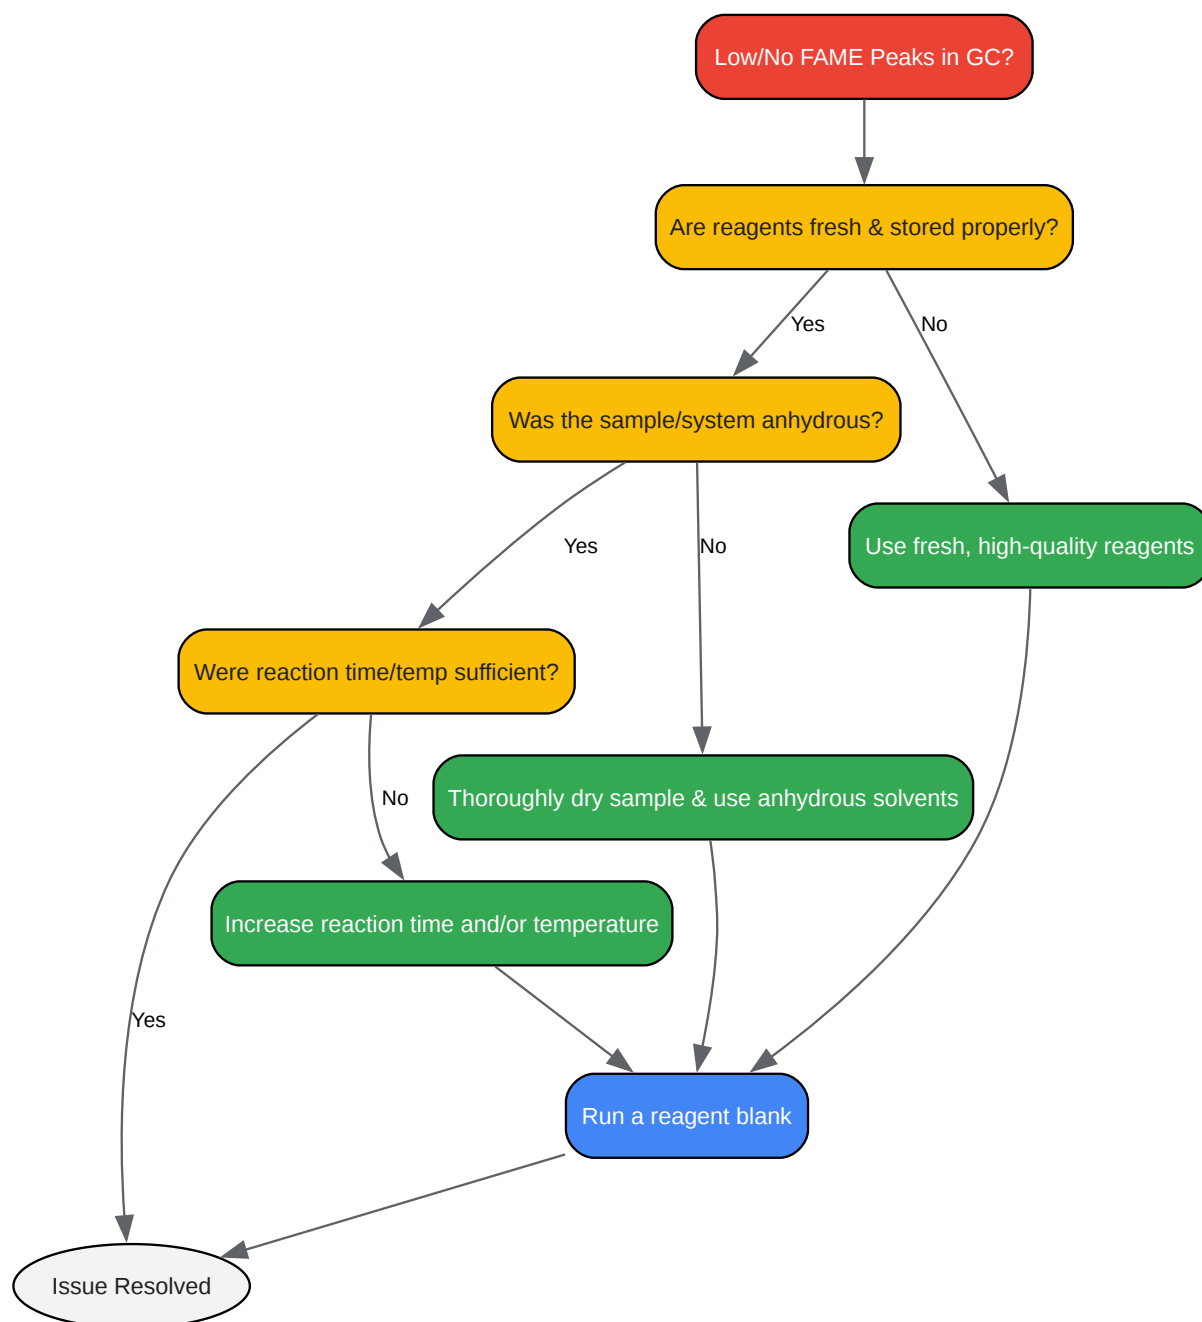 Low/No FAME Peaks in GC?
Are reagents fresh & stored properly?
Yes
No
Was the sample/system anhydrous?
Yes
No
Use fresh, high-quality reagents
Were reaction time/temp sufficient?
No
Thoroughly dry sample & use anhydrous solvents
Increase reaction time and/or temperature
Yes
Run a reagent blank
Issue Resolved